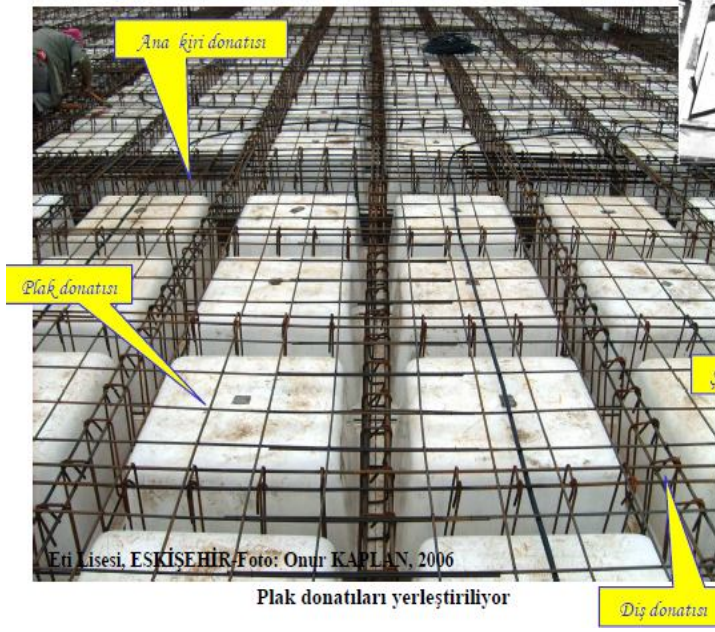 Ana kiri donatısı
Plak donatısı
Ş
Eti Lisesi, ESKİŞEHİR-Foto: Onur KAPLAN, 2006
Plak donatıları yerleştiriliyor
Diş donatısı